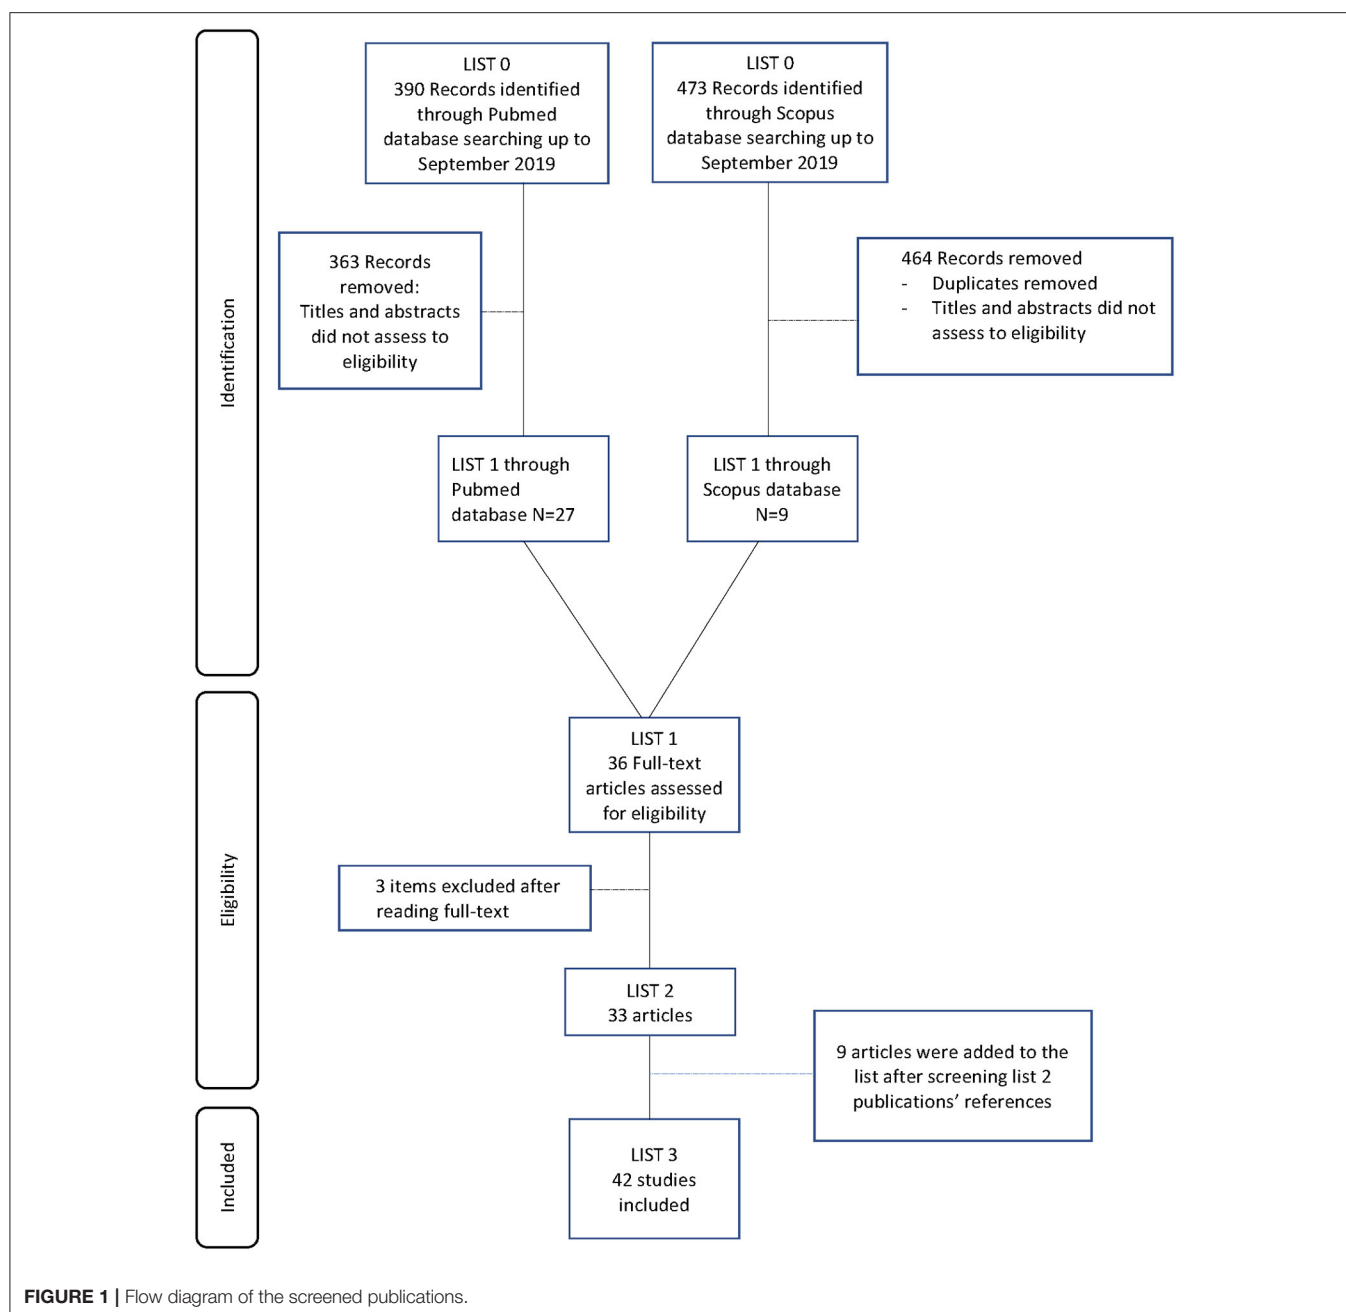 LIST 0
390 Records identified
through Pubmed
database searching up to
September 2019
LIST 0
473 Records identified
through Scopus
database searching up to
September 2019
363 Records
removed:
Titles and abstracts
did not assess to
eligibility
464 Records removed
- Duplicates removed
- Titles and abstracts did not
assess to eligibility
Identification
LIST 1 through
Pubmed
database N=27
LIST 1 through
Scopus database
N=9
LIST 1
36 Full-text
articles assessed
for eligibility
Eligibility
3 items excluded after
reading full-text
LIST 2
33 articles
9 articles were added to the
list after screening list 2
publications’ references
Included
LIST 3
42 studies
included
FIGURE 1 | Flow diagram of the screened publications.